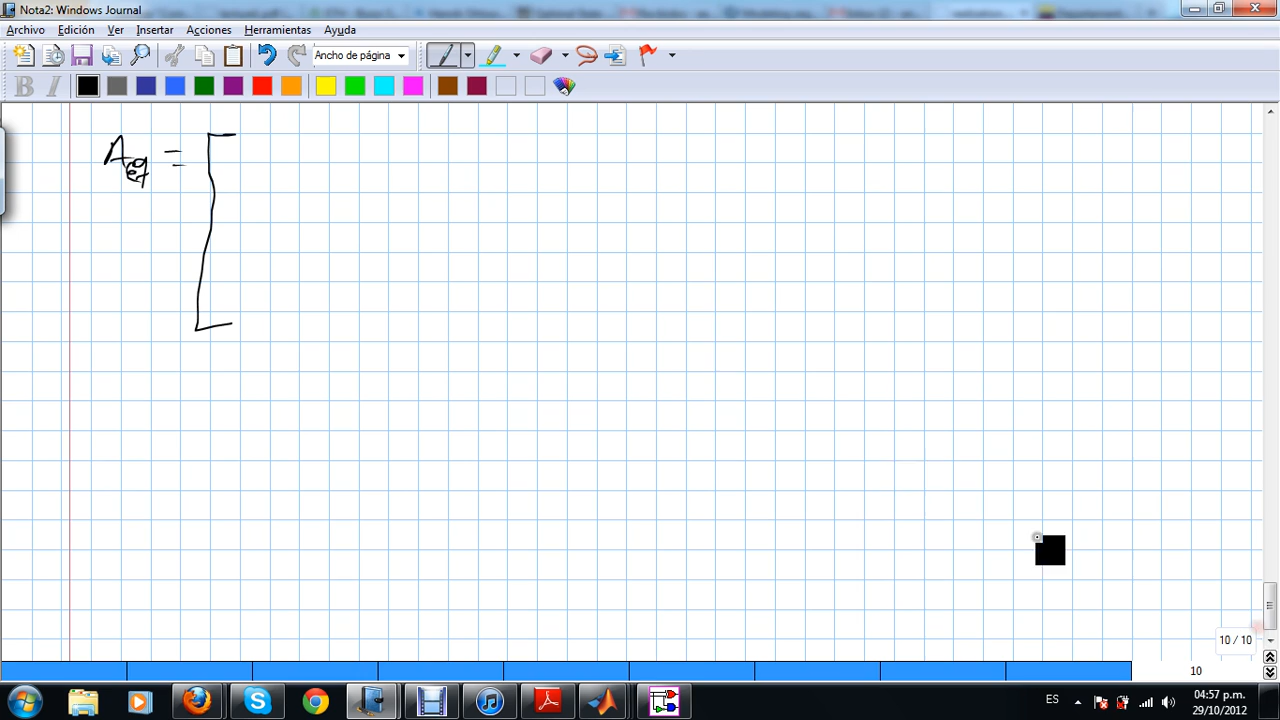 Nota2: Windows Journal
Archivo Edición Ver Insertar Acciones Herramientas Ayuda
Ancho de página
B I
A =
10 / 10
10
ES 04:57 p.m.
29/10/2012